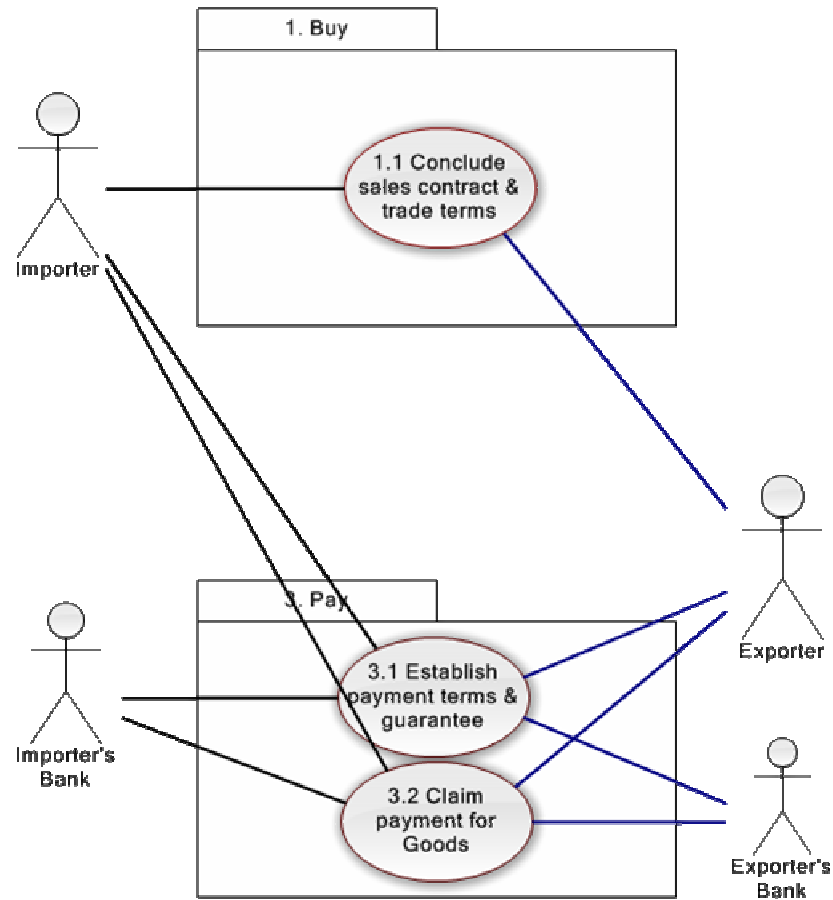 1. Buy
1.1 Conclude
sales contract &
trade terms
Importer
3. Pay
3.1 Establish
payment terms &
guarantee
Exporter
Importer's
Bank
3.2 Claim
payment for
Goods
Exporter's
Bank